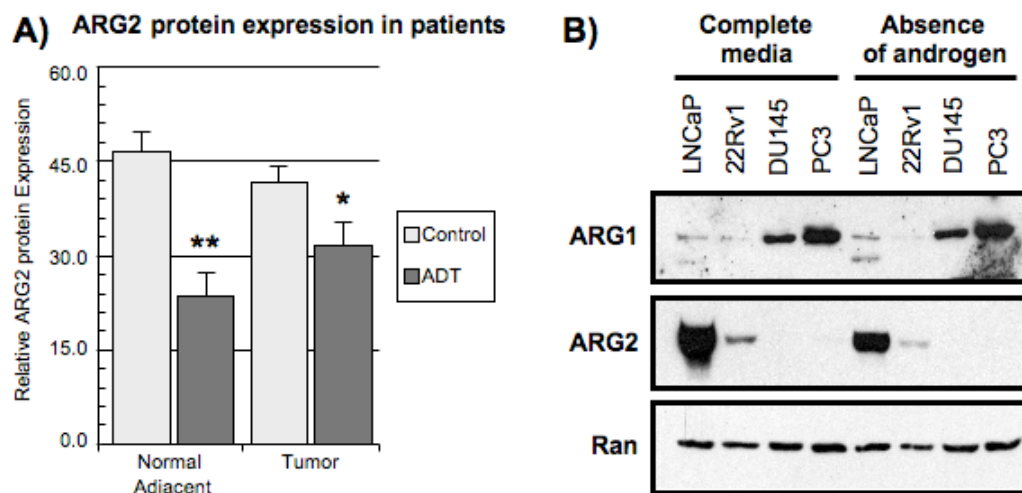 A) ARG2 protein expression in patients
Relative ARG2 protein Expression
60.0
45.0
30.0
15.0
0.0
**
*
Normal
Adjacent
Tumor
Control
ADT
B)
Complete
media
Absence
of androgen
LNCaP
22Rv1
DU145
PC3
LNCaP
22Rv1
DU145
PC3
ARG1
ARG2
Ran